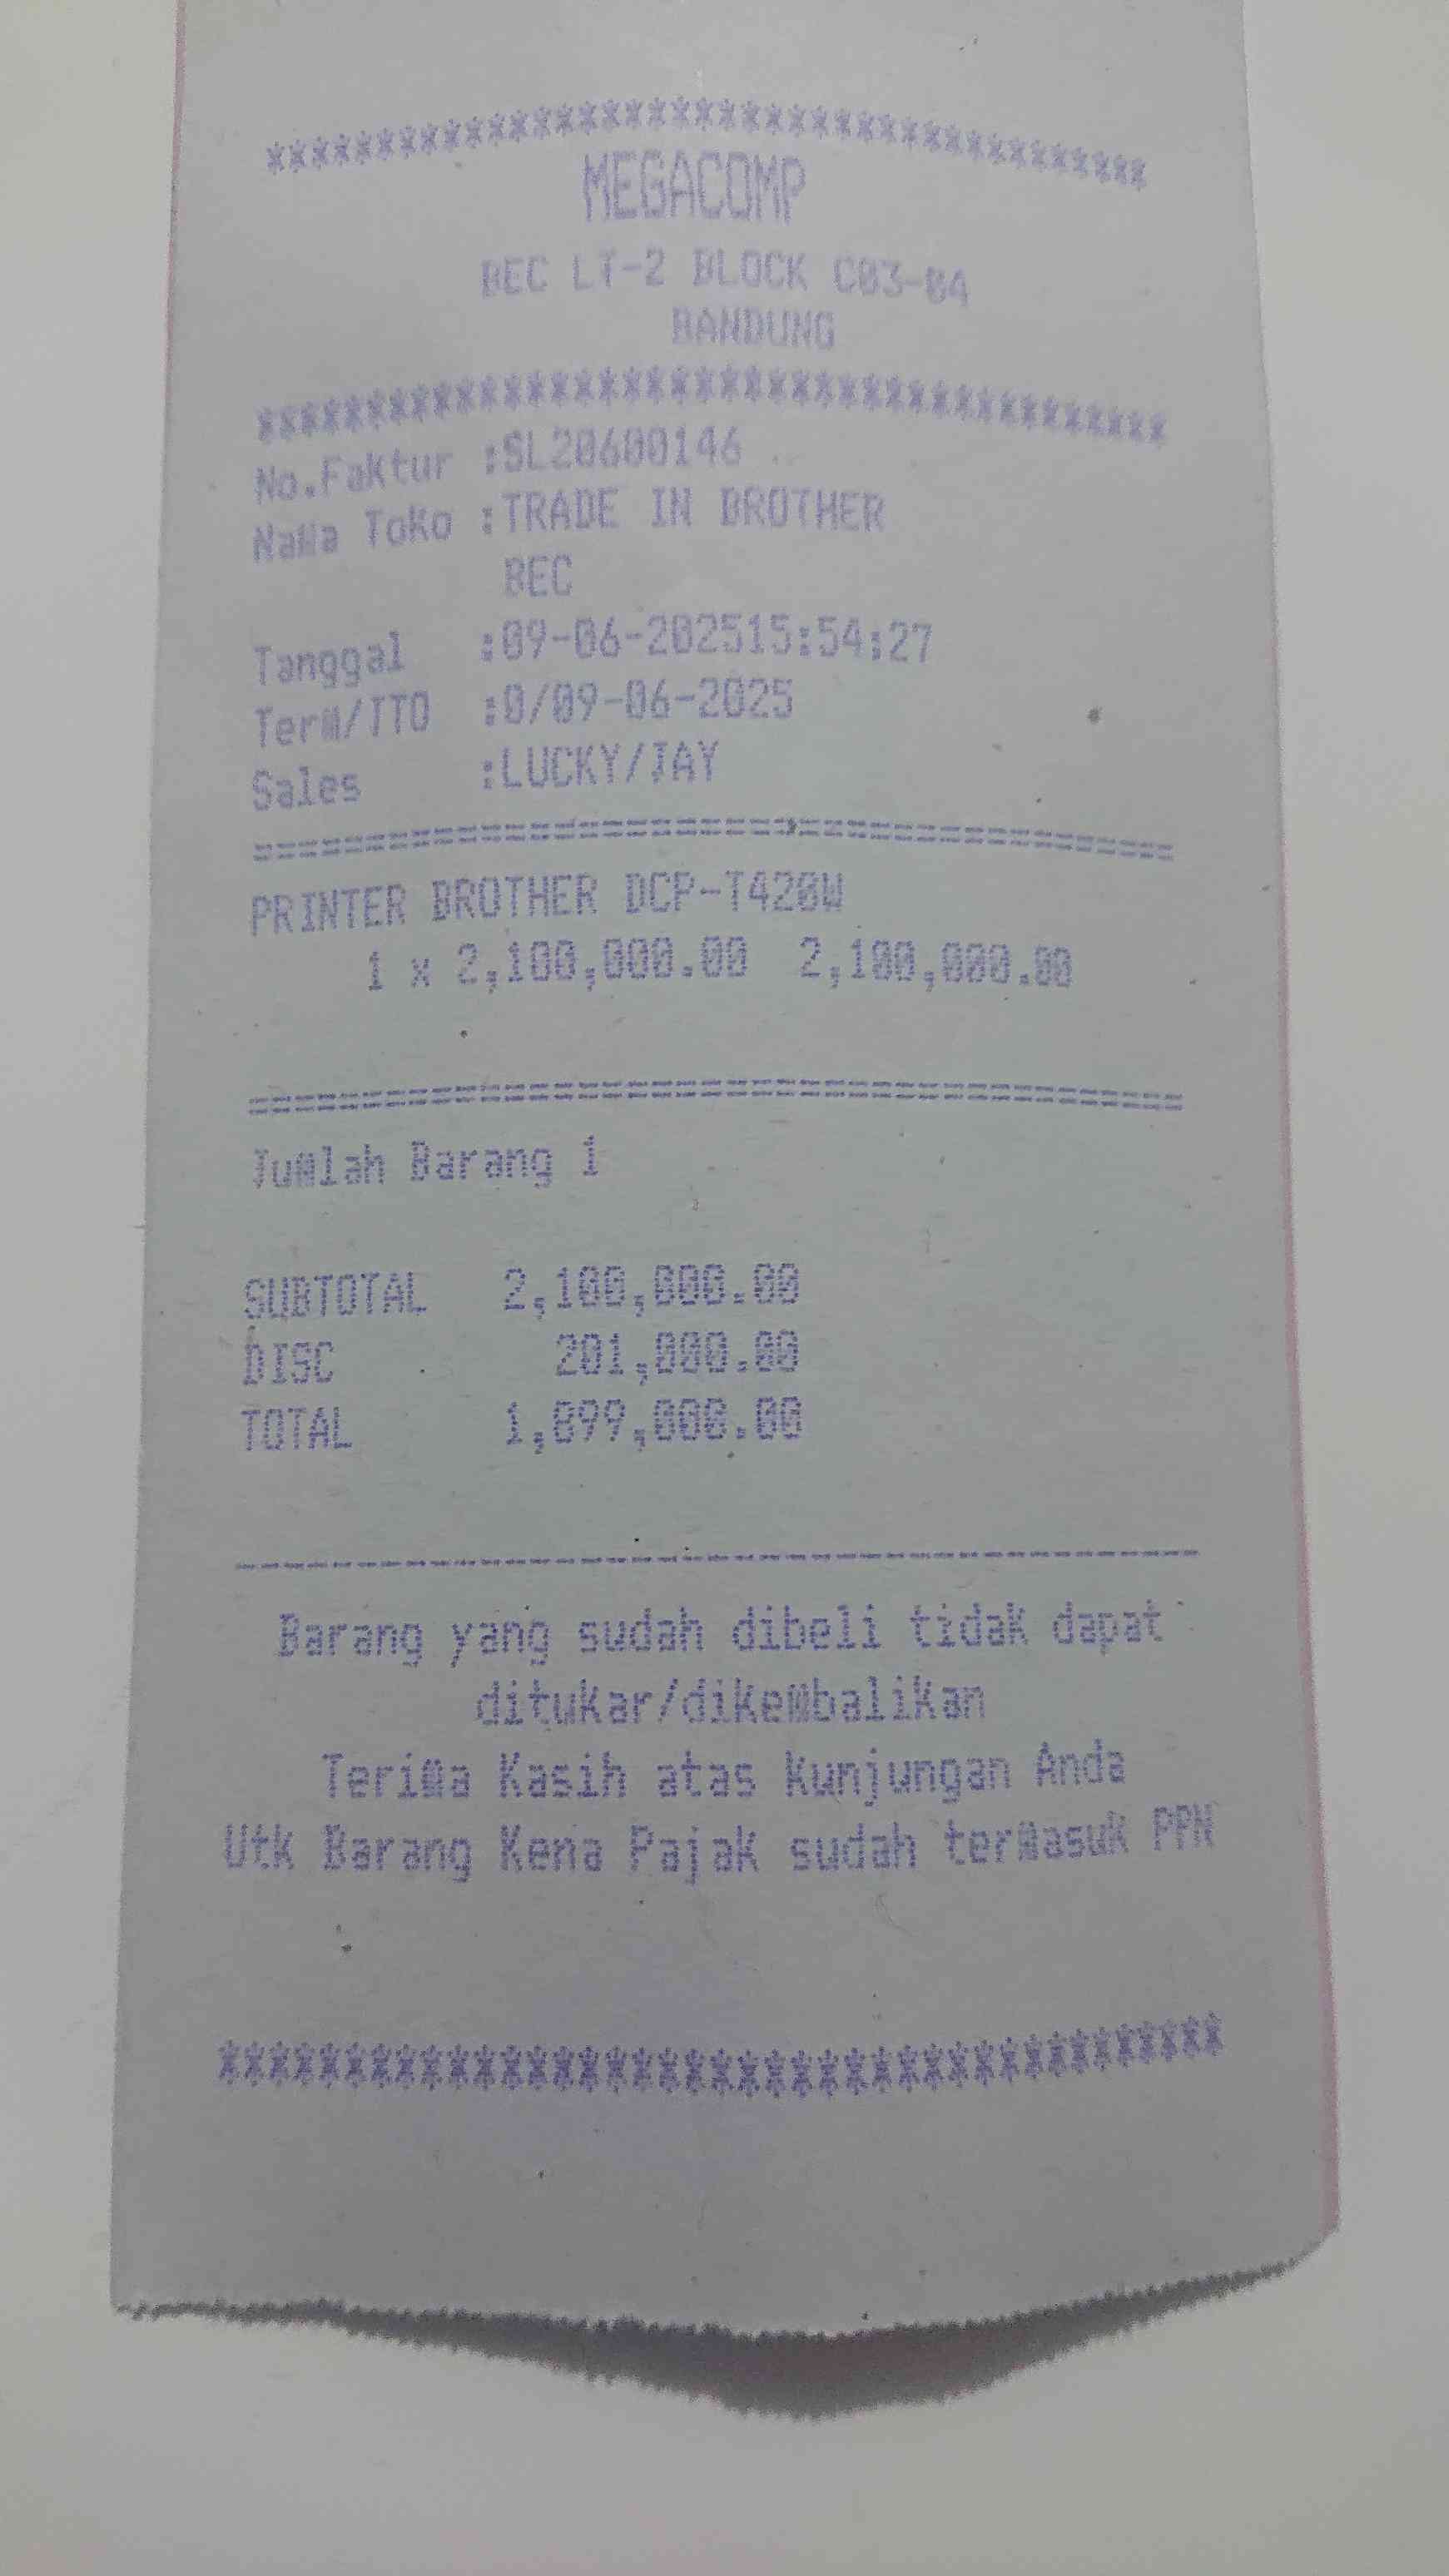 ****************************************
MEGACOMP
BEC LT-2 BLOCK C03-04
BANDUNG
****************************************
No.Faktur :SL20600146
Nama Toko :TRADE IN BROTHER
BEC
Tanggal :09-06-202515:54:27
Term/JTO :0/09-06-2025
Sales :LUCKY/JAY
========================================
PRINTER BROTHER DCP-T420W
1 x 2,100,000.00 2,100,000.00
========================================
Jumlah Barang 1
SUBTOTAL 2,100,000.00
DISC 201,000.00
TOTAL 1,899,000.00
----------------------------------------
Barang yang sudah dibeli tidak dapat
ditukar/dikembalikan
Terima Kasih atas Kunjungan Anda
Utk Barang Kena Pajak sudah termasuk PPN
****************************************